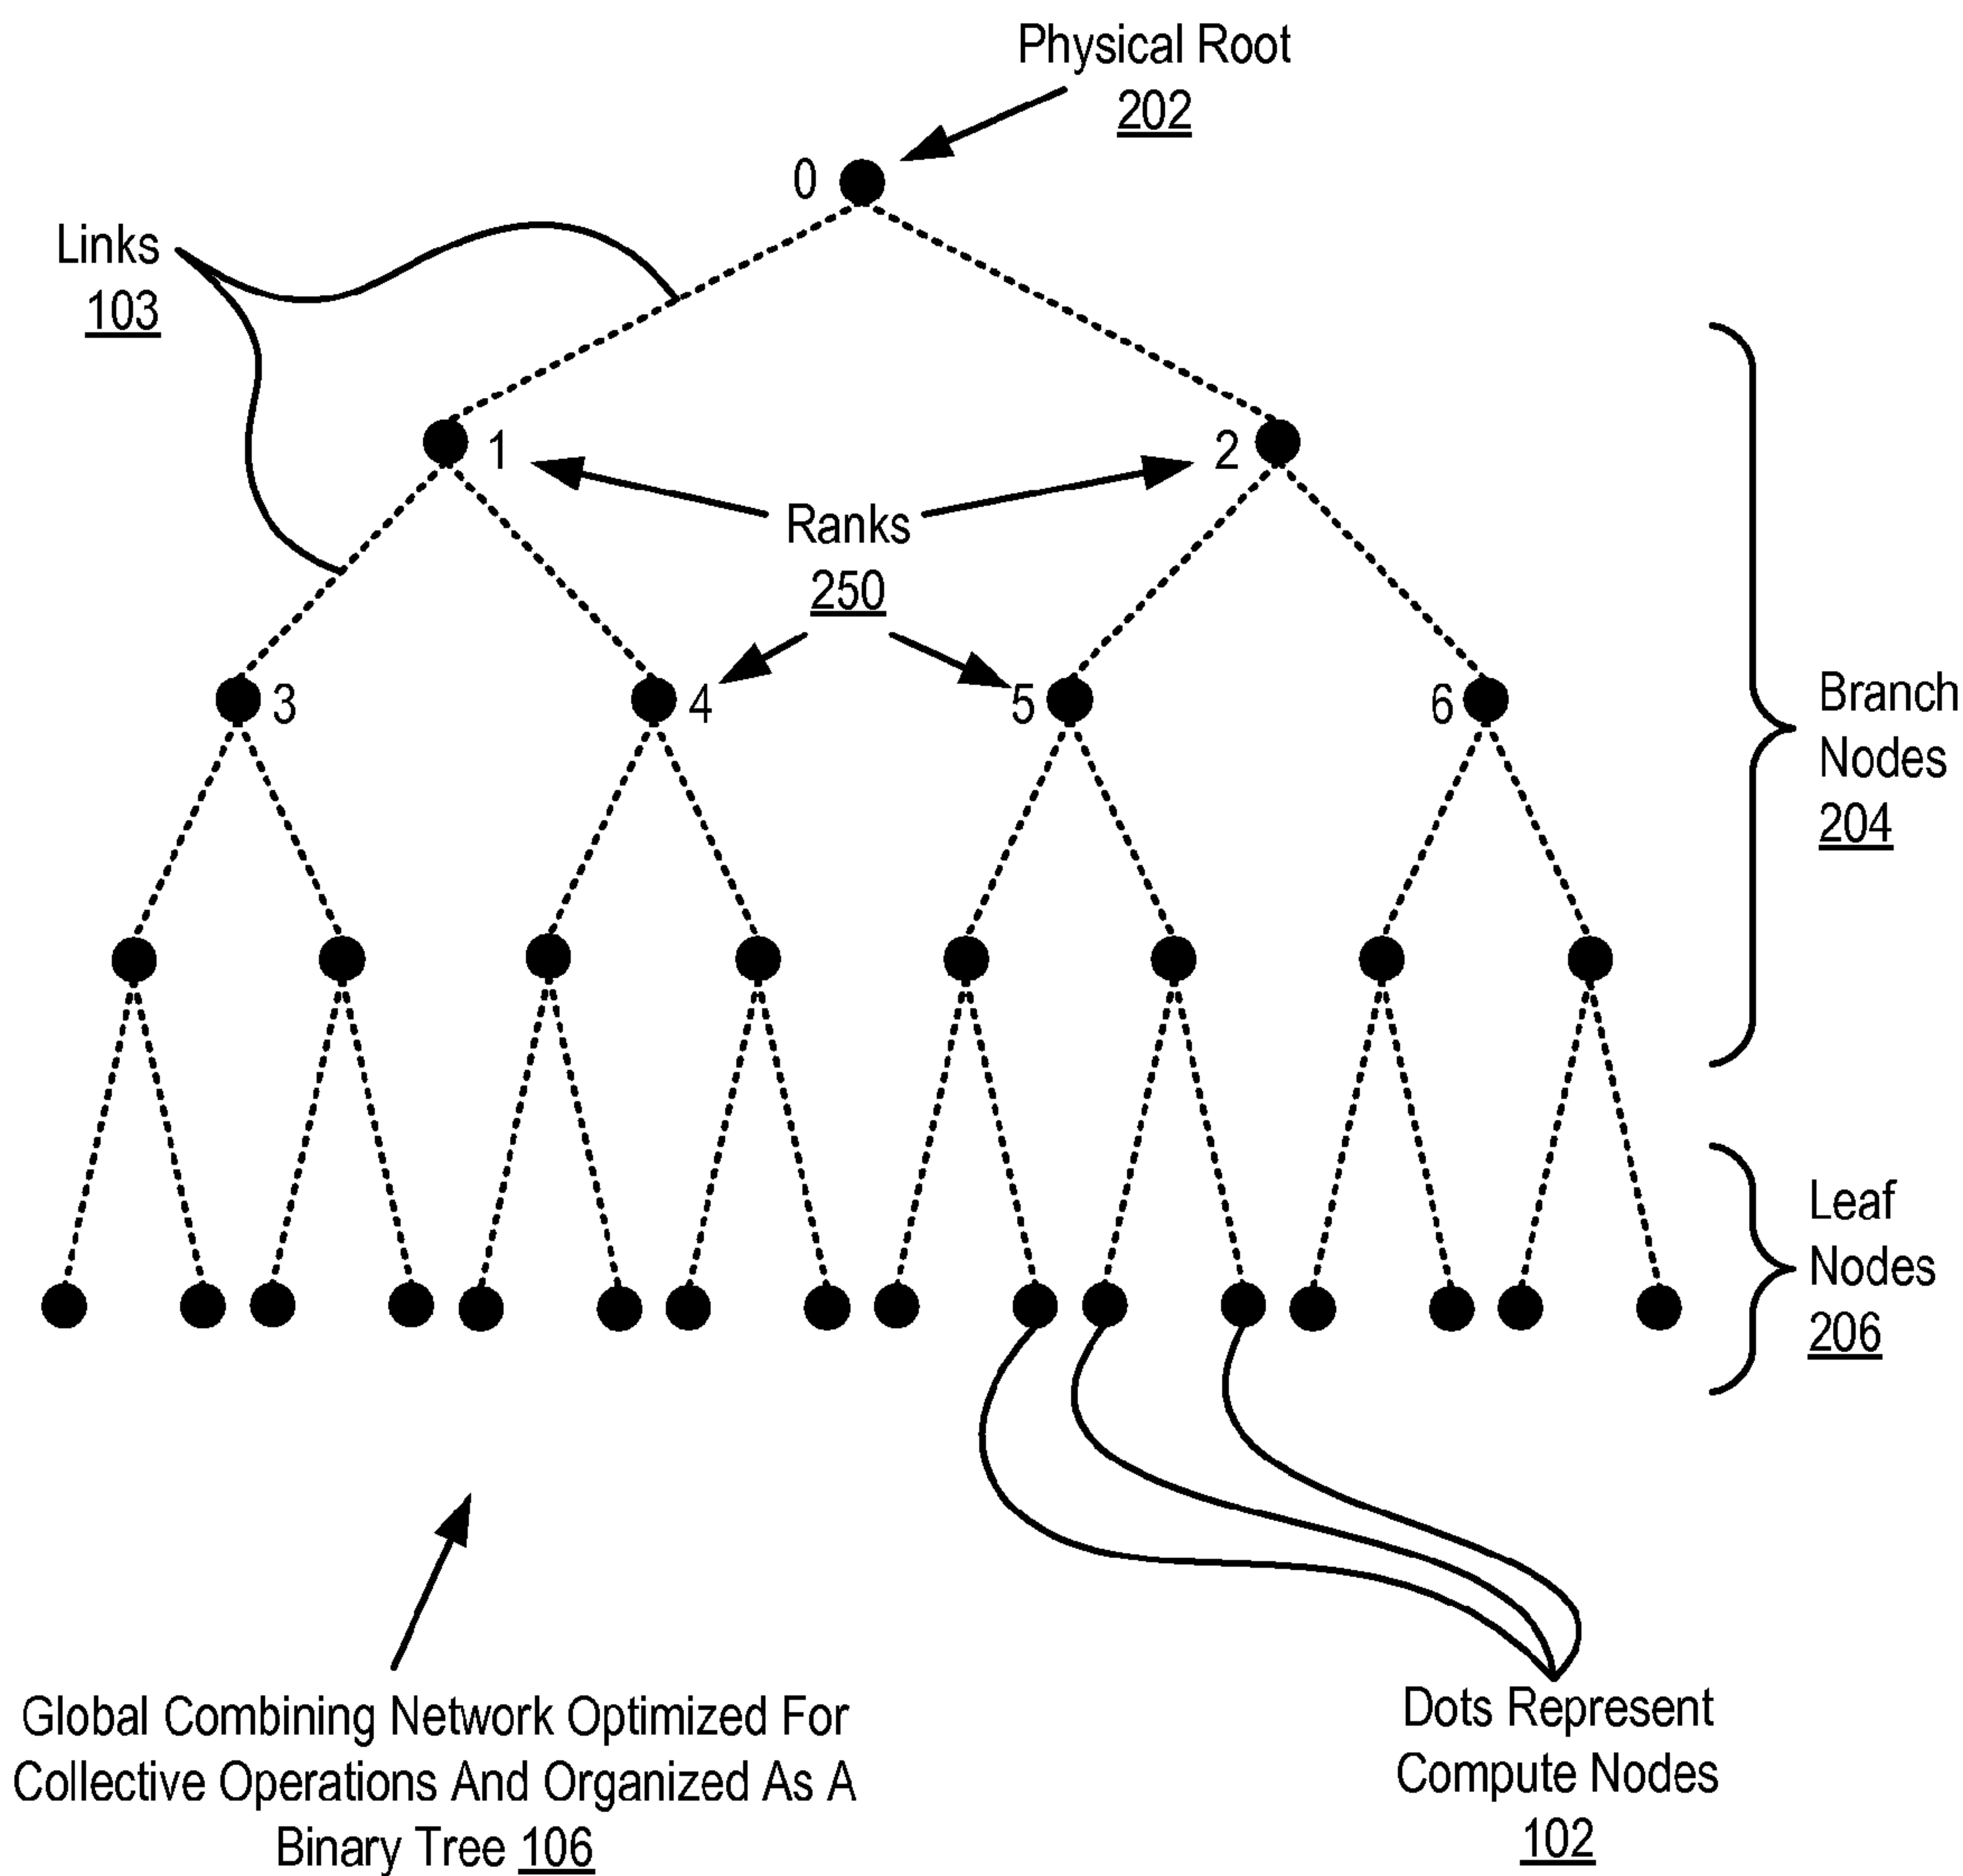 Physical Root
202
0
Links
103
1
2
Ranks
250
3
4
5
6
Branch
Nodes
204
Leaf
Nodes
206
Global Combining Network Optimized For
Collective Operations And Organized As A
Binary Tree 106
Dots Represent
Compute Nodes
102